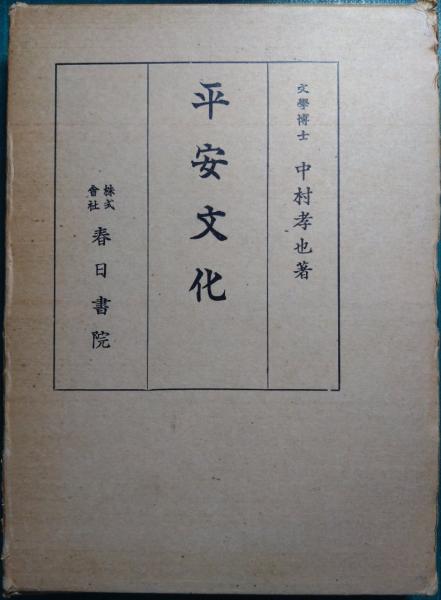 文學博士 中村孝也著
平安文化
株式會社 春日書院